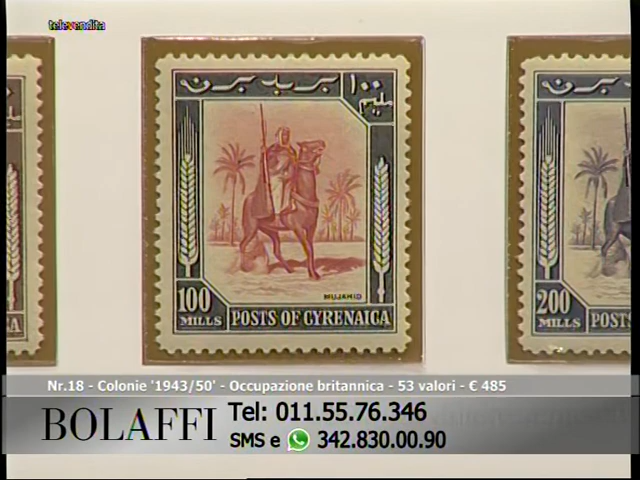 televendita
بريد برقة
١٠٠
مليم
MUJAHID
100
MILLS
POSTS OF CYRENAICA
200
MILLS
POSTS
Nr.18 - Colonie '1943/50' - Occupazione britannica - 53 valori - € 485
BOLAFFI
Tel: 011.55.76.346
SMS e 342.830.00.90